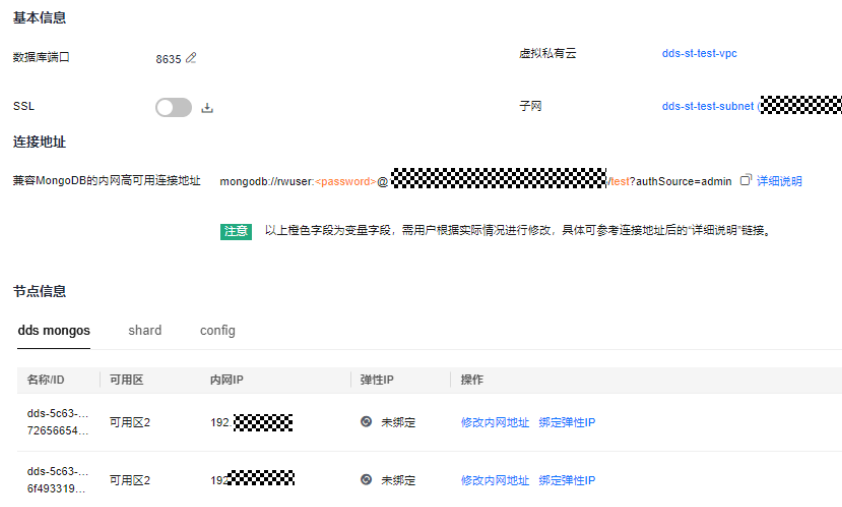 基本信息
数据库端口 8635 虚拟私有云 dds-st-test-vpc
SSL 子网 dds-st-test-subnet (
连接地址
兼容MongoDB的内网高可用连接地址 mongodb://rwuser:<password>@ /test?authSource=admin 详细说明
注意 以上橙色字段为变量字段，需用户根据实际情况进行修改，具体可参考连接地址后的“详细说明”链接。
节点信息
dds mongos shard config
名称/ID 可用区 内网IP 弹性IP 操作
dds-5c63-...
72656654... 可用区2 192. 未绑定 修改内网地址 绑定弹性IP
dds-5c63-...
6f493319... 可用区2 192 未绑定 修改内网地址 绑定弹性IP